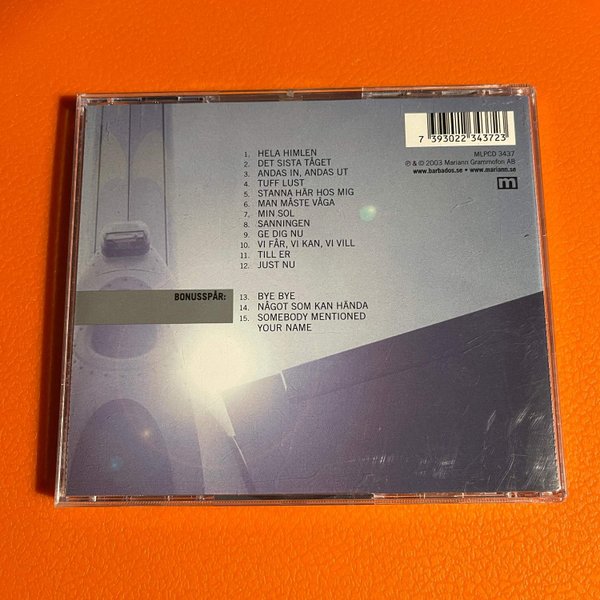 7 393022 343723
MLPCD 3437
℗ & © 2003 Mariann Grammofon AB
www.barbados.se • www.mariann.se
m
1. HELA HIMLEN
2. DET SISTA TÅGET
3. ANDAS IN, ANDAS UT
4. TUFF LUST
5. STANNA HÄR HOS MIG
6. MAN MÅSTE VÅGA
7. MIN SOL
8. SANNINGEN
9. GE DIG NU
10. VI FÅR, VI KAN, VI VILL
11. TILL ER
12. JUST NU
BONUSSPÅR:
13. BYE BYE
14. NÅGOT SOM KAN HÄNDA
15. SOMEBODY MENTIONED
YOUR NAME